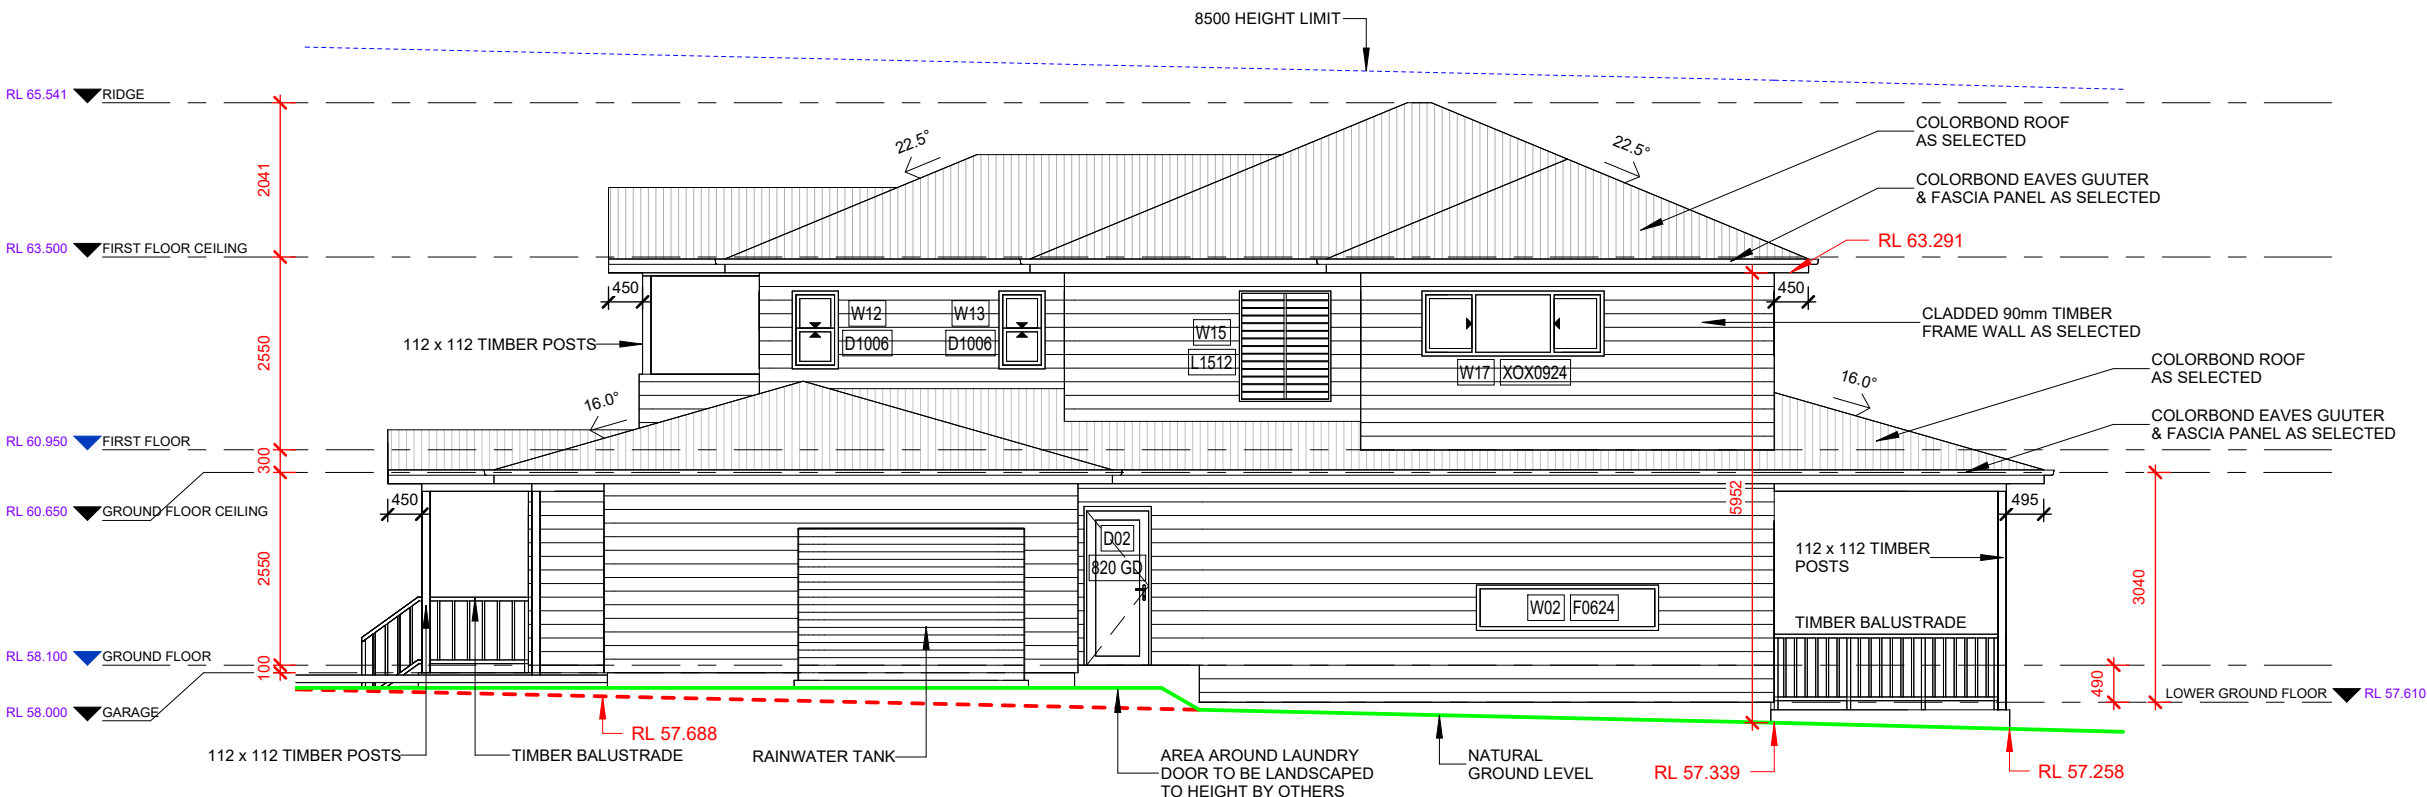 8500 HEIGHT LIMIT
RL 65.541 RIDGE
COLORBOND ROOF
AS SELECTED
22.5°
22.5°
2041
COLORBOND EAVES GUUTER
& FASCIA PANEL AS SELECTED
RL 63.500 FIRST FLOOR CEILING
RL 63.291
450
450
W12
D1006
W13
D1006
W15
L1512
W17 XOX0924
CLADDED 90mm TIMBER
FRAME WALL AS SELECTED
112 x 112 TIMBER POSTS
2550
COLORBOND ROOF
AS SELECTED
16.0°
16.0°
COLORBOND EAVES GUUTER
& FASCIA PANEL AS SELECTED
RL 60.950 FIRST FLOOR
300
RL 60.650 GROUND FLOOR CEILING
450
5952
495
D02
820 GD
112 x 112 TIMBER
POSTS
2550
3040
W02 F0624
TIMBER BALUSTRADE
RL 58.100 GROUND FLOOR
100
490
LOWER GROUND FLOOR RL 57.610
RL 58.000 GARAGE
RL 57.688
112 x 112 TIMBER POSTS
TIMBER BALUSTRADE
RAINWATER TANK
AREA AROUND LAUNDRY
DOOR TO BE LANDSCAPED
TO HEIGHT BY OTHERS
NATURAL
GROUND LEVEL
RL 57.339
RL 57.258